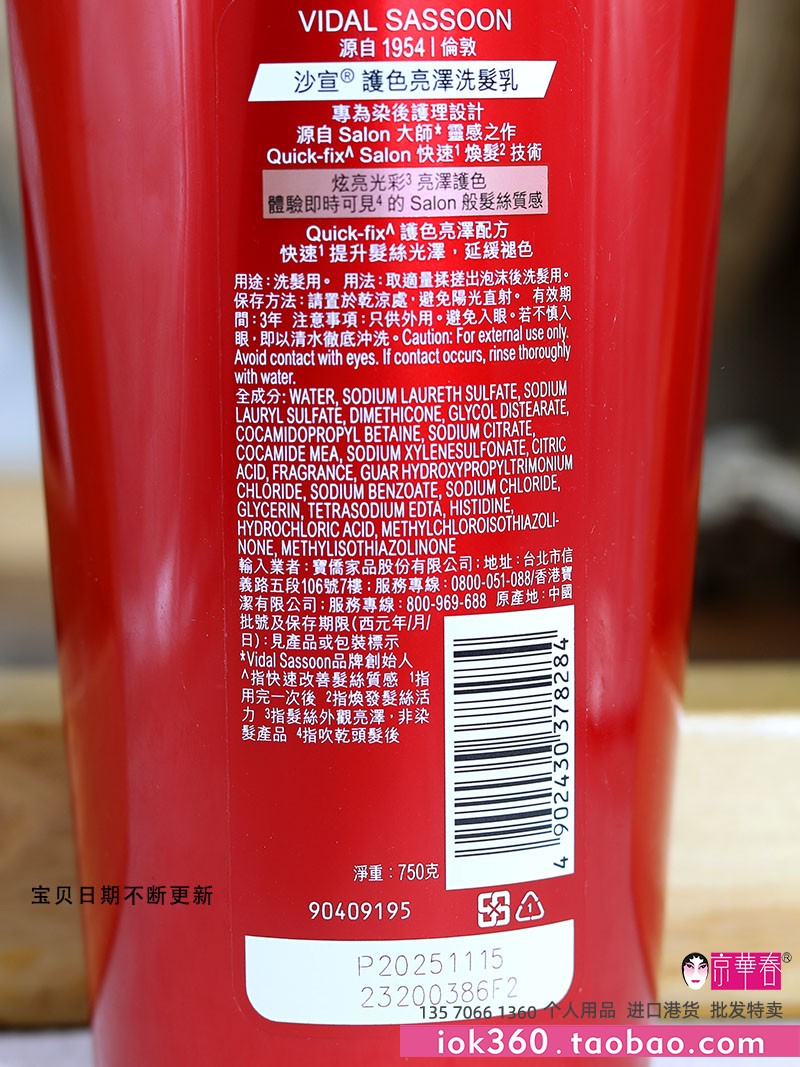 VIDAL SASSOON
源自 1954 | 倫敦
沙宣® 護色亮澤洗髮乳
專為染後護理設計
源自 Salon 大師* 靈感之作
Quick-fix^ Salon 快速¹ 煥髮² 技術
炫亮光彩³ 亮澤護色
體驗即時可見⁴ 的 Salon 般髮絲質感
Quick-fix^ 護色亮澤配方
快速¹ 提升髮絲光澤，延緩褪色
用途：洗髮用。 用法：取適量揉搓出泡沫後洗髮用。
保存方法：請置於乾涼處，避免陽光直射。 有效期
間：3年 注意事項：只供外用。避免入眼。若不慎入
眼，即以清水徹底沖洗。Caution: For external use only.
Avoid contact with eyes. If contact occurs, rinse thoroughly
with water.
全成分：WATER, SODIUM LAURETH SULFATE, SODIUM
LAURYL SULFATE, DIMETHICONE, GLYCOL DISTEARATE,
COCAMIDOPROPYL BETAINE, SODIUM CITRATE,
COCAMIDE MEA, SODIUM XYLENESULFONATE, CITRIC
ACID, FRAGRANCE, GUAR HYDROXYPROPYLTRIMONIUM
CHLORIDE, SODIUM BENZOATE, SODIUM CHLORIDE,
GLYCERIN, TETRASODIUM EDTA, HISTIDINE,
HYDROCHLORIC ACID, METHYLCHLOROISOTHIAZOLI-
NONE, METHYLISOTHIAZOLINONE
輸入業者：寶僑家品股份有限公司；地址：台北市信
義路五段106號7樓；服務專線：0800-051-088/香港寶
潔有限公司；服務專線：800-969-688 原產地：中國
批號及保存期限(西元年/月/
日)：見產品或包裝標示
*Vidal Sassoon品牌創始人
^指快速改善髮絲質感 ¹指
用完一次後 ²指煥發髮絲活
力 ³指髮絲外觀亮澤，非染
髮產品 ⁴指吹乾頭髮後
4 902430 378284
淨重：750克
90409195
1
P20251115
23200386F2
宝贝日期不断更新
京華春®
135 7066 1360 个人用品 进口港货 批发特卖
iok360.taobao.com